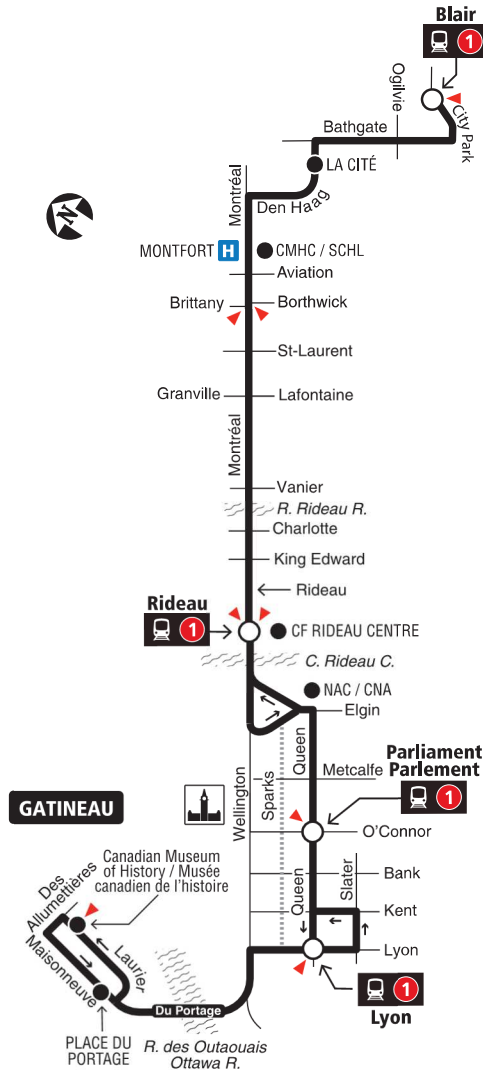 Blair
1
Ogilvie
City Park
Bathgate
LA CITÉ
Montréal
Den Haag
N
MONTFORT H
CMHC / SCHL
Aviation
Brittany
Borthwick
St-Laurent
Granville
Lafontaine
Montréal
Vanier
R. Rideau R.
Charlotte
King Edward
Rideau
Rideau
1
CF RIDEAU CENTRE
C. Rideau C.
NAC / CNA
Elgin
Queen
Wellington
Sparks
Metcalfe
Parliament
Parlement
1
O'Connor
GATINEAU
Bank
Queen
Slater
Kent
Lyon
Canadian Museum
of History / Musée
canadien de l'histoire
Des
Allumettières
Laurier
Maisonneuve
Du Portage
PLACE DU
PORTAGE
R. des Outaouais
Ottawa R.
1
Lyon